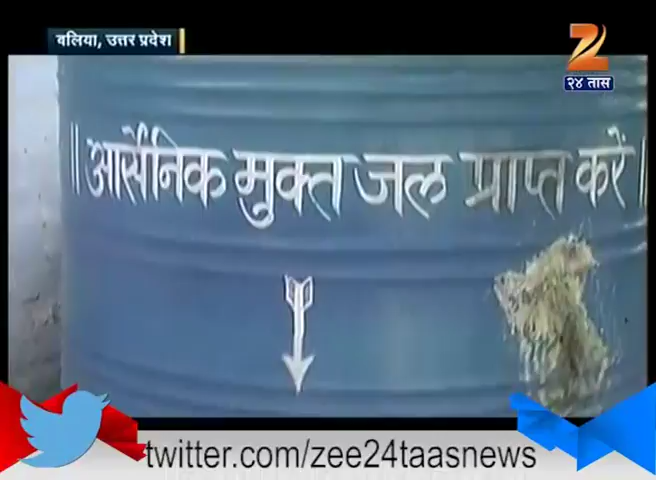 बलिया, उत्तर प्रदेश
२४ तास
॥ आर्सेनिक मुक्त जल प्राप्त करें ॥
twitter.com/zee24taasnews